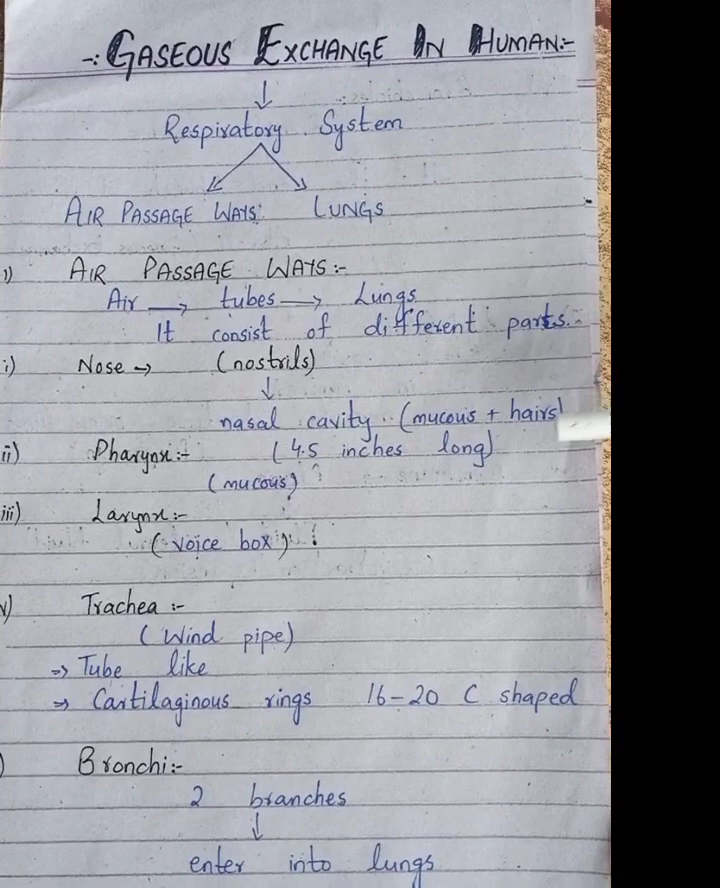 -: GASEOUS EXCHANGE IN HUMAN:-
↓
Respiratory System
AIR PASSAGE WAYS: LUNGS
1) AIR PASSAGE WAYS:-
Air → tubes → Lungs
It consist of different parts.
i) Nose → (nostrils)
↓
nasal cavity (mucous + hairs)
ii) Pharynx:- (4.5 inches long)
(mucous)
iii) Larynx:-
(voice box)
v) Trachea :-
(Wind pipe)
⇒ Tube like
⇒ Cartilaginous rings 16-20 C shaped
) Bronchi:-
2 branches
↓
enter into lungs